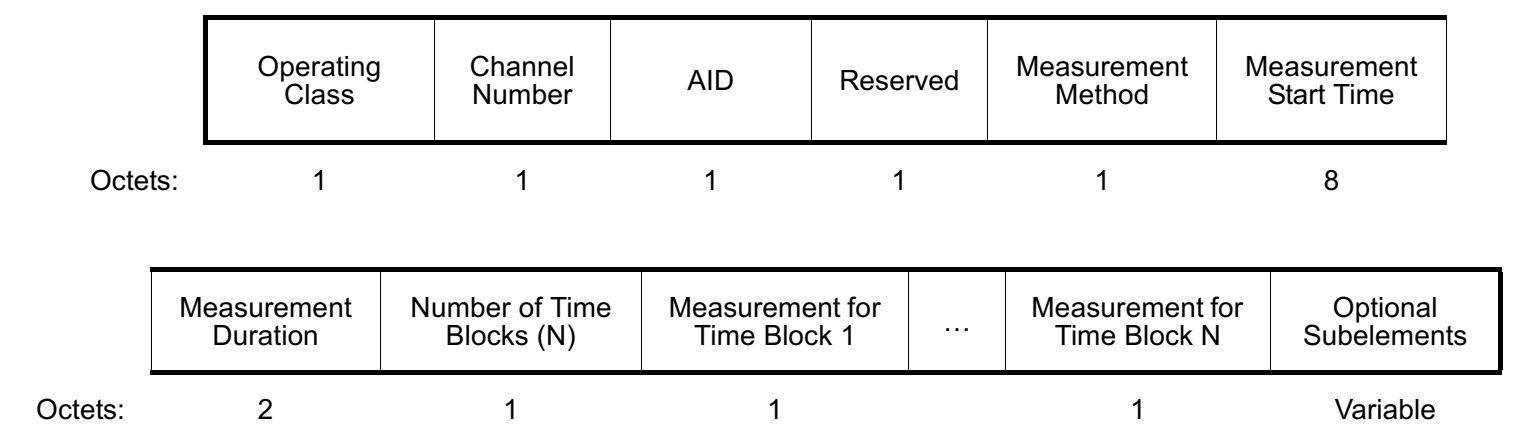 Operating Class
Channel Number
AID
Reserved
Measurement Method
Measurement Start Time
Octets: 1 1 1 1 1 8
Measurement Duration
Number of Time Blocks (N)
Measurement for Time Block 1
…
Measurement for Time Block N
Optional Subelements
Octets: 2 1 1 1 Variable